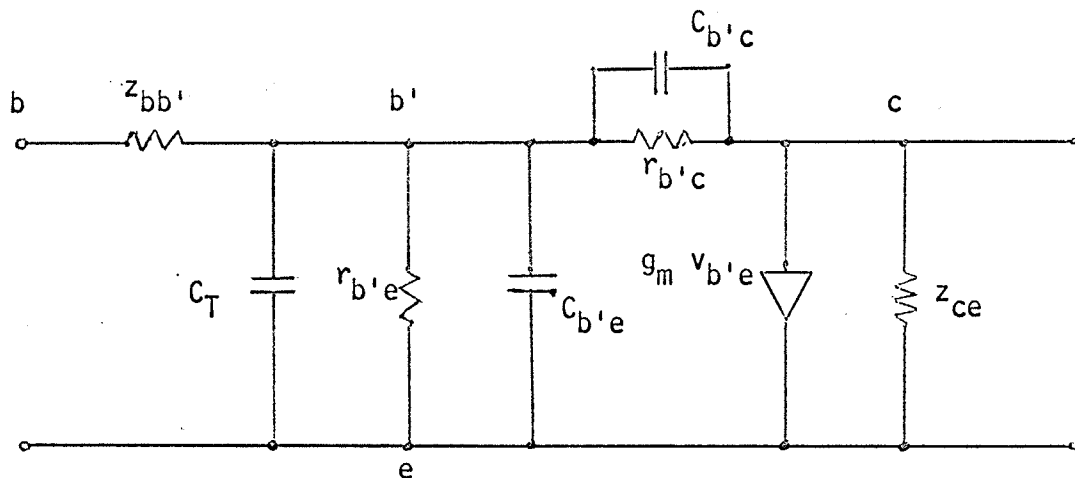 C_b'c
b
z_bb'
b'
c
r_b'c
C_T
r_b'e
C_b'e
g_m v_b'e
z_ce
e